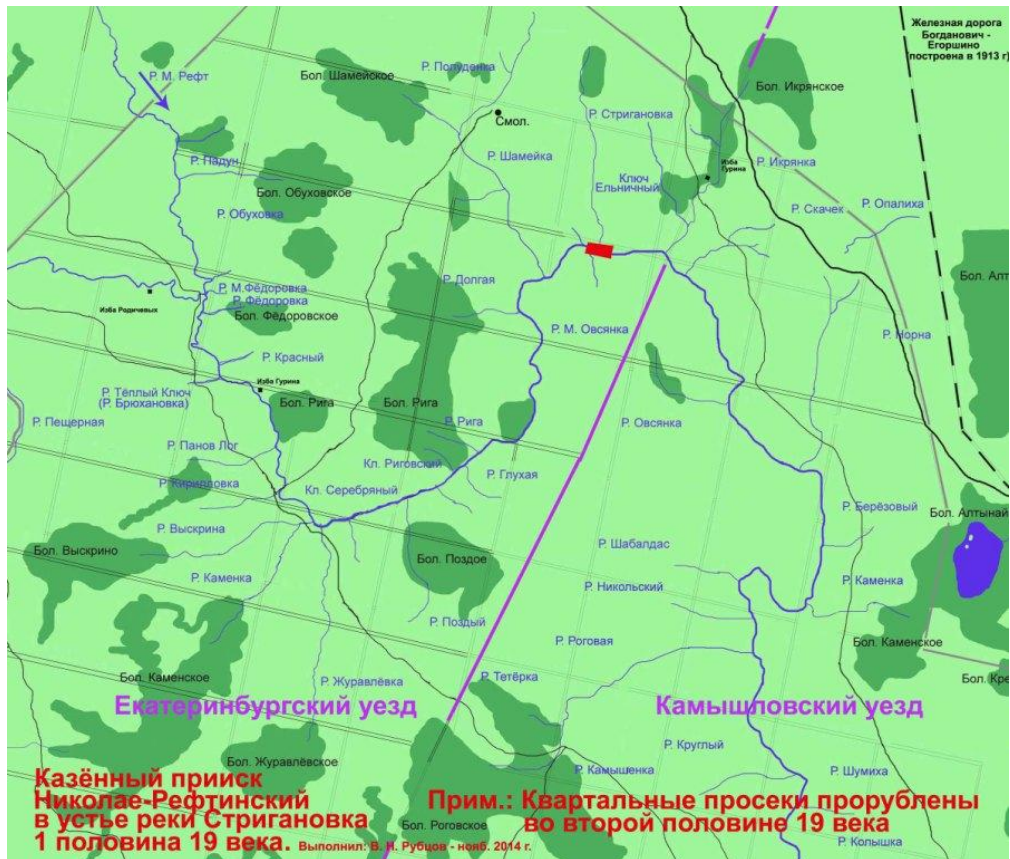 Железная дорога
Богданович -
Егоршино
построена в 1913 г)
Р. М. Рефт
Бол. Шамейское
Р. Полуденка
Бол. Икрянское
Смол.
Р. Стригановка
Р. Шамейка
Р. Падун
Р. Икрянка
Изба
Гурина
Ключ
Ельничный
Бол. Обуховское
Р. Обуховка
Р. Скачек
Р. Опалиха
Р. М.Фёдоровка
Р. Фёдоровка
Р. Долгая
Бол. Алт
Изба Родичевых
Бол. Фёдоровское
Р. М. Овсянка
Р. Норна
Р. Красный
Изба Гурина
Р. Тёплый Ключ
(Р. Брюхановка)
Бол. Рига
Бол. Рига
Р. Пещерная
Р. Рига
Р. Овсянка
Р. Панов Лог
Кл. Риговский
Р. Глухая
Р. Кирилловка
Кл. Серебряный
Р. Берёзовый
Бол. Алтынай
Р. Выскрина
Бол. Выскрино
Бол. Поздое
Р. Шабалдас
Р. Каменка
Р. Никольский
Р. Каменка
Р. Поздый
Р. Роговая
Бол. Каменское
Бол. Каменское
Р. Журавлёвка
Р. Тетёрка
Бол. Кре
Екатеринбургский уезд
Камышловский уезд
Р. Круглый
Бол. Журавлёвское
Р. Камышенка
Р. Шумиха
Казённый прииск
Николае-Рефтинский
в устье реки Стригановка
1 половина 19 века. Выполнил: В. Н. Рубцов - нояб. 2014 г.
Прим.: Квартальные просеки прорублены
во второй половине 19 века
Бол. Роговское
Р. Колышка